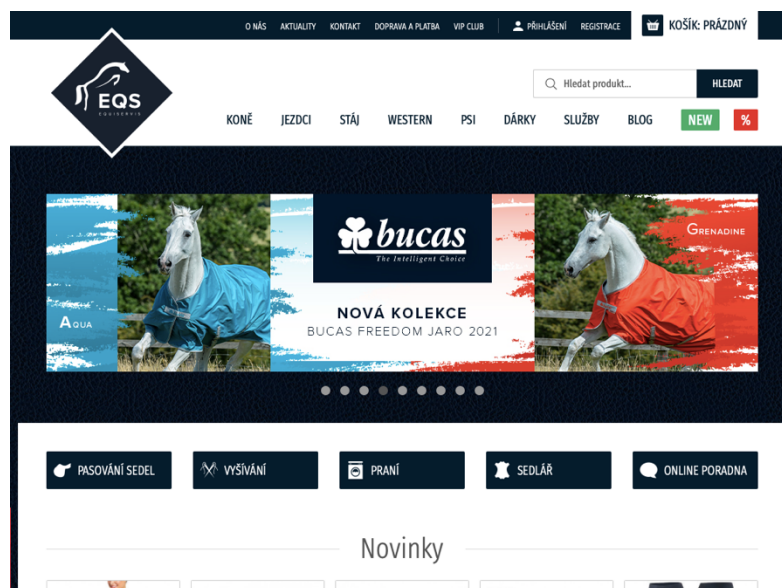 O NÁS AKTUALITY KONTAKT DOPRAVA A PLATBA VIP CLUB PŘIHLÁŠENÍ REGISTRACE KOŠÍK: PRÁZDNÝ
Hledat produkt... HLEDAT
EQS
EQUISERVIS
KONĚ JEZDCI STÁJ WESTERN PSI DÁRKY SLUŽBY BLOG NEW %
bucas
The Intelligent Choice
GRENADINE
AQUA
NOVÁ KOLEKCE
BUCAS FREEDOM JARO 2021
PASOVÁNÍ SEDEL VYŠÍVÁNÍ PRANÍ SEDLÁŘ ONLINE PORADNA
Novinky